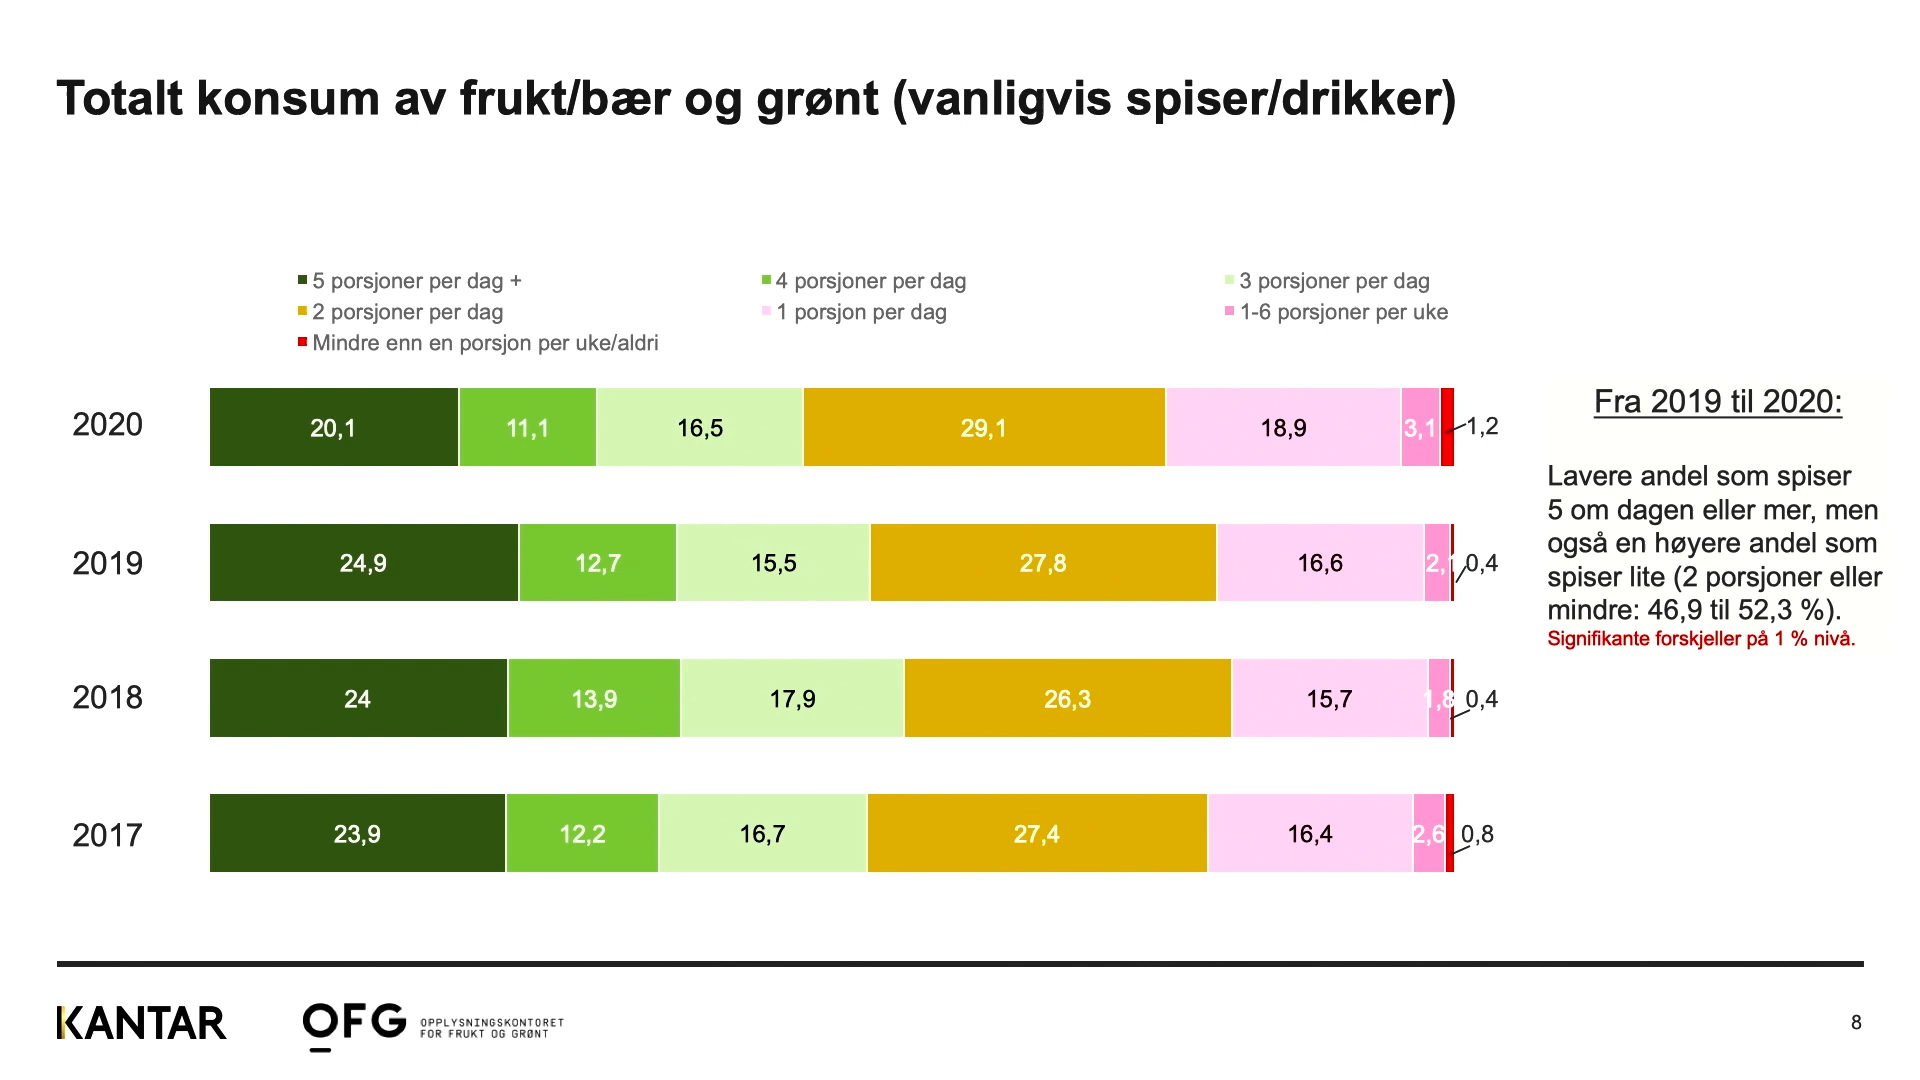 Totalt konsum av frukt/bær og grønt (vanligvis spiser/drikker)
5 porsjoner per dag +
4 porsjoner per dag
3 porsjoner per dag
2 porsjoner per dag
1 porsjon per dag
1-6 porsjoner per uke
Mindre enn en porsjon per uke/aldri
2020 20,1 11,1 16,5 29,1 18,9 3,1 1,2
2019 24,9 12,7 15,5 27,8 16,6 2,1 0,4
2018 24 13,9 17,9 26,3 15,7 1,8 0,4
2017 23,9 12,2 16,7 27,4 16,4 2,6 0,8
Fra 2019 til 2020:
Lavere andel som spiser
5 om dagen eller mer, men
også en høyere andel som
spiser lite (2 porsjoner eller
mindre: 46,9 til 52,3 %).
Signifikante forskjeller på 1 % nivå.
KANTAR
OFG
OPPLYSNINGSKONTORET
FOR FRUKT OG GRØNT
8